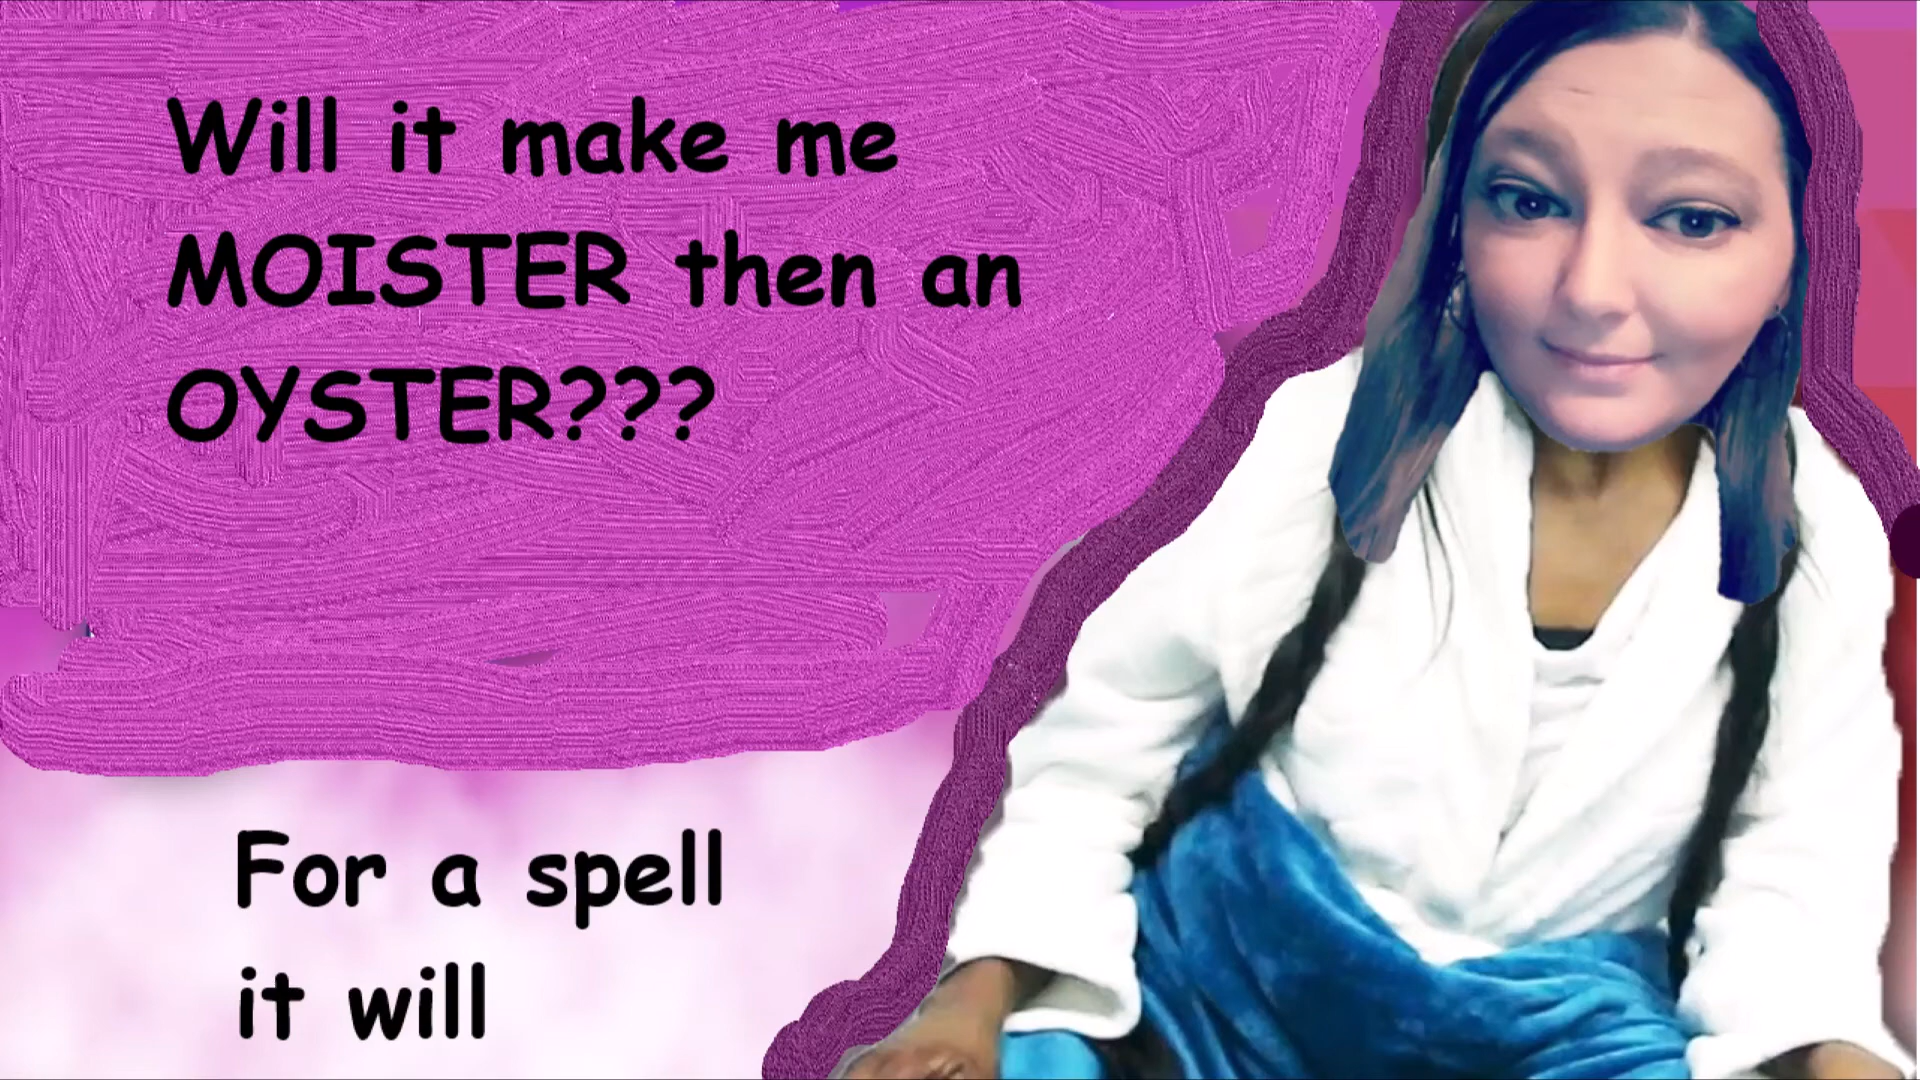 Will it make me
MOISTER then an
OYSTER???
For a spell
it will